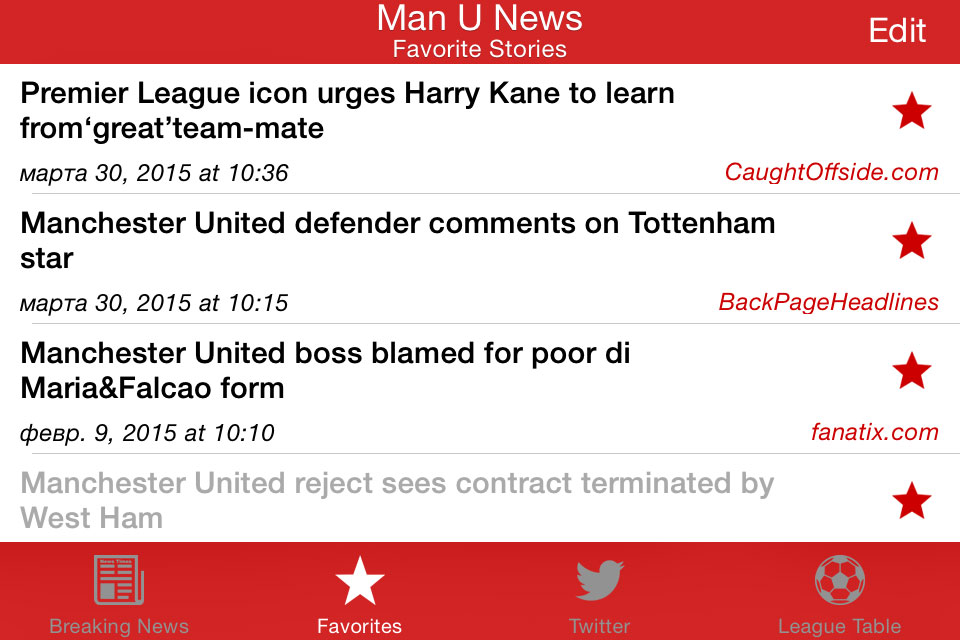 Man U News
Favorite Stories
Edit
Premier League icon urges Harry Kane to learn
from‘great’team-mate
марта 30, 2015 at 10:36
CaughtOffside.com
Manchester United defender comments on Tottenham
star
марта 30, 2015 at 10:15
BackPageHeadlines
Manchester United boss blamed for poor di
Maria&Falcao form
февр. 9, 2015 at 10:10
fanatix.com
Manchester United reject sees contract terminated by
West Ham
News Times
Breaking News
Favorites
Twitter
League Table